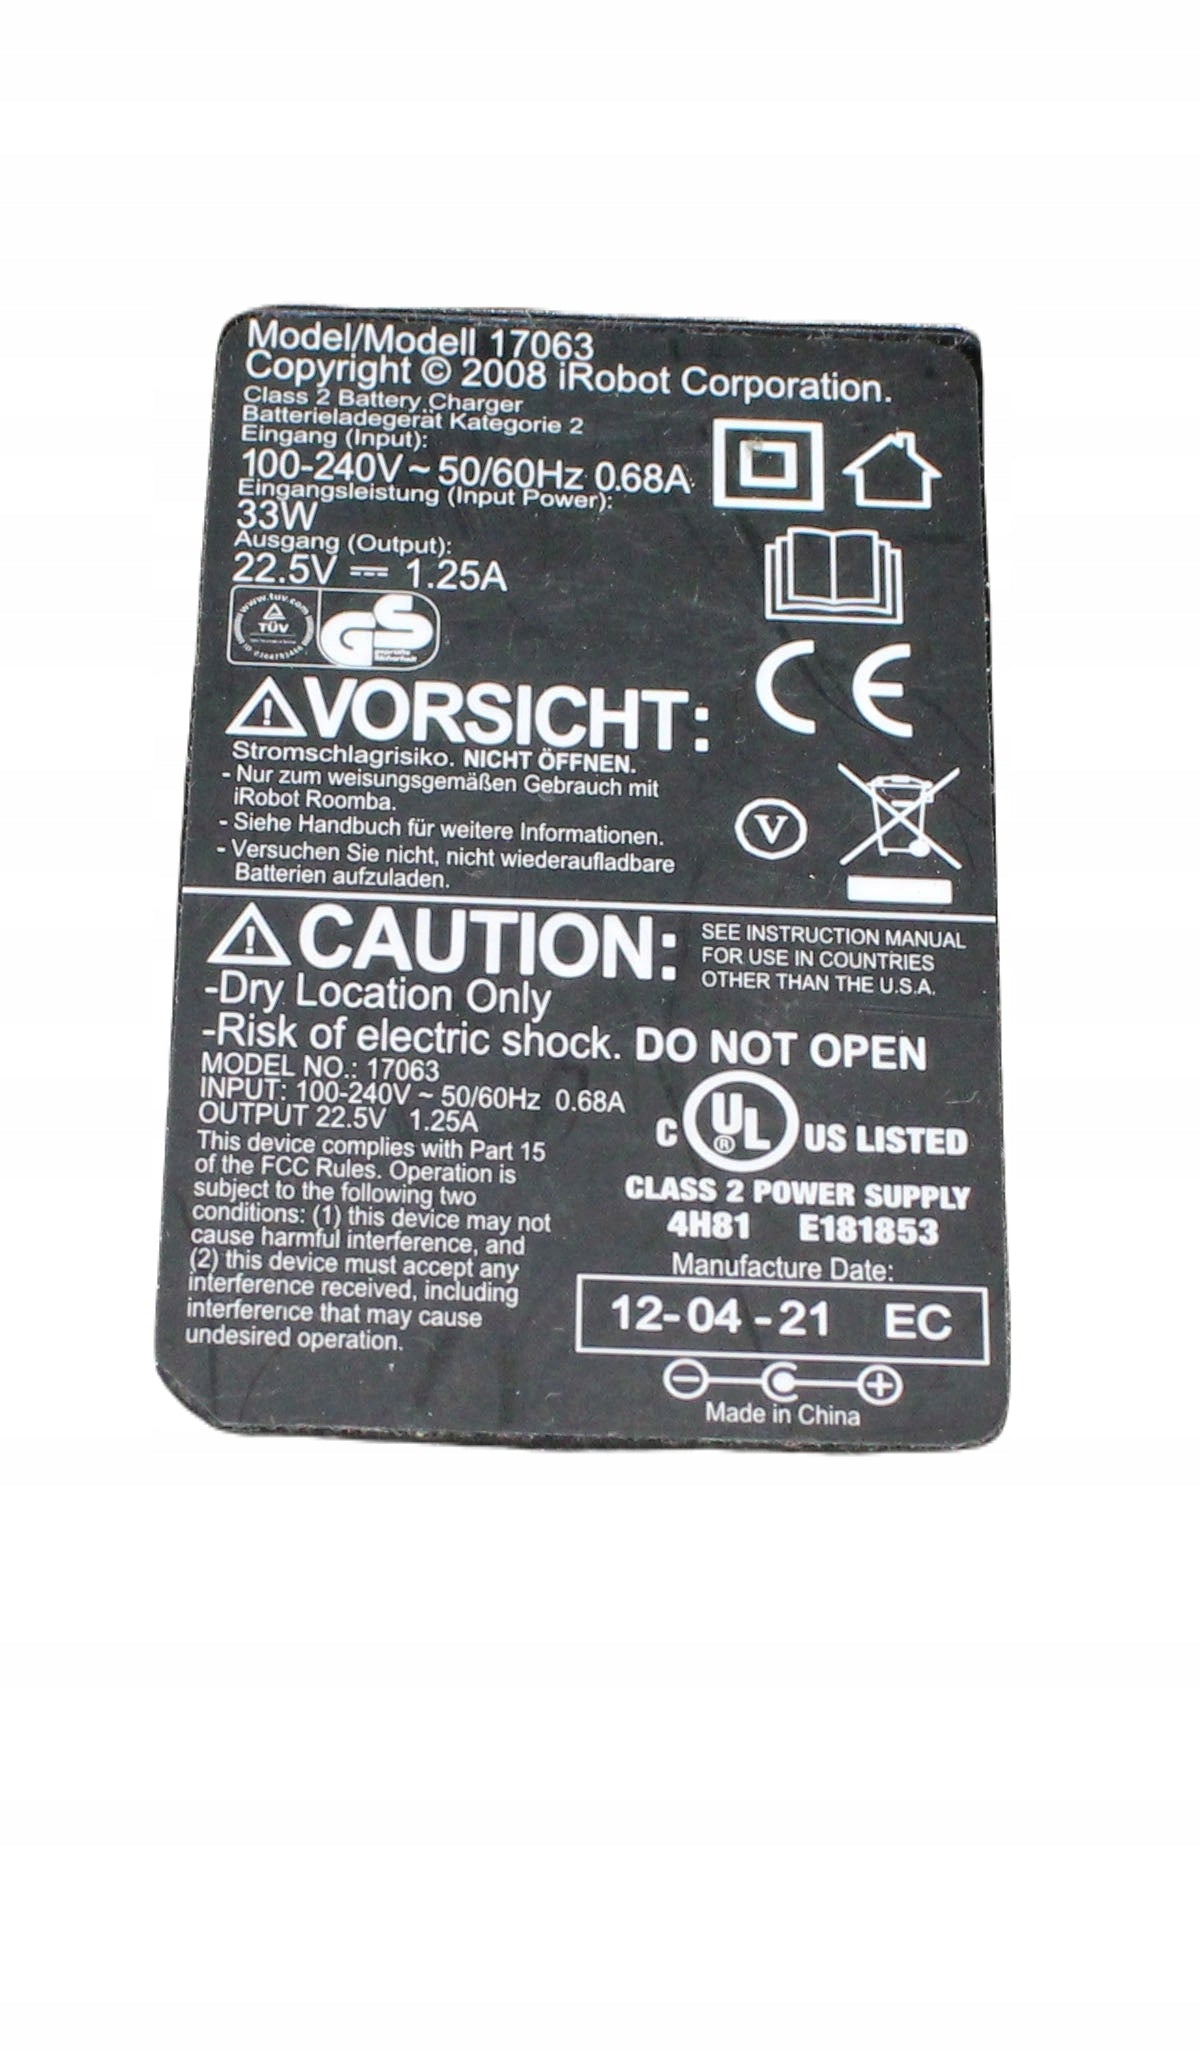 Model/Modell 17063
Copyright © 2008 iRobot Corporation.
Class 2 Battery Charger
Batterieladegerät Kategorie 2
Eingang (Input):
100-240V ~ 50/60Hz 0.68A
Eingangsleistung (Input Power):
33W
Ausgang (Output):
22.5V ⎓ 1.25A
www.tuv.com
TÜV
GS
geprüfte
Sicherheit
CE
VORSICHT:
Stromschlagrisiko. NICHT ÖFFNEN.
- Nur zum weisungsgemäßen Gebrauch mit
iRobot Roomba.
- Siehe Handbuch für weitere Informationen.
- Versuchen Sie nicht, nicht wiederaufladbare
Batterien aufzuladen.
V
CAUTION:
SEE INSTRUCTION MANUAL
FOR USE IN COUNTRIES
OTHER THAN THE U.S.A.
-Dry Location Only
-Risk of electric shock. DO NOT OPEN
MODEL NO.: 17063
INPUT: 100-240V ~ 50/60Hz 0.68A
OUTPUT 22.5V 1.25A
This device complies with Part 15
of the FCC Rules. Operation is
subject to the following two
conditions: (1) this device may not
cause harmful interference, and
(2) this device must accept any
interference received, including
interference that may cause
undesired operation.
C UL ® US LISTED
CLASS 2 POWER SUPPLY
4H81 E181853
Manufacture Date:
12-04-21 EC
Made in China